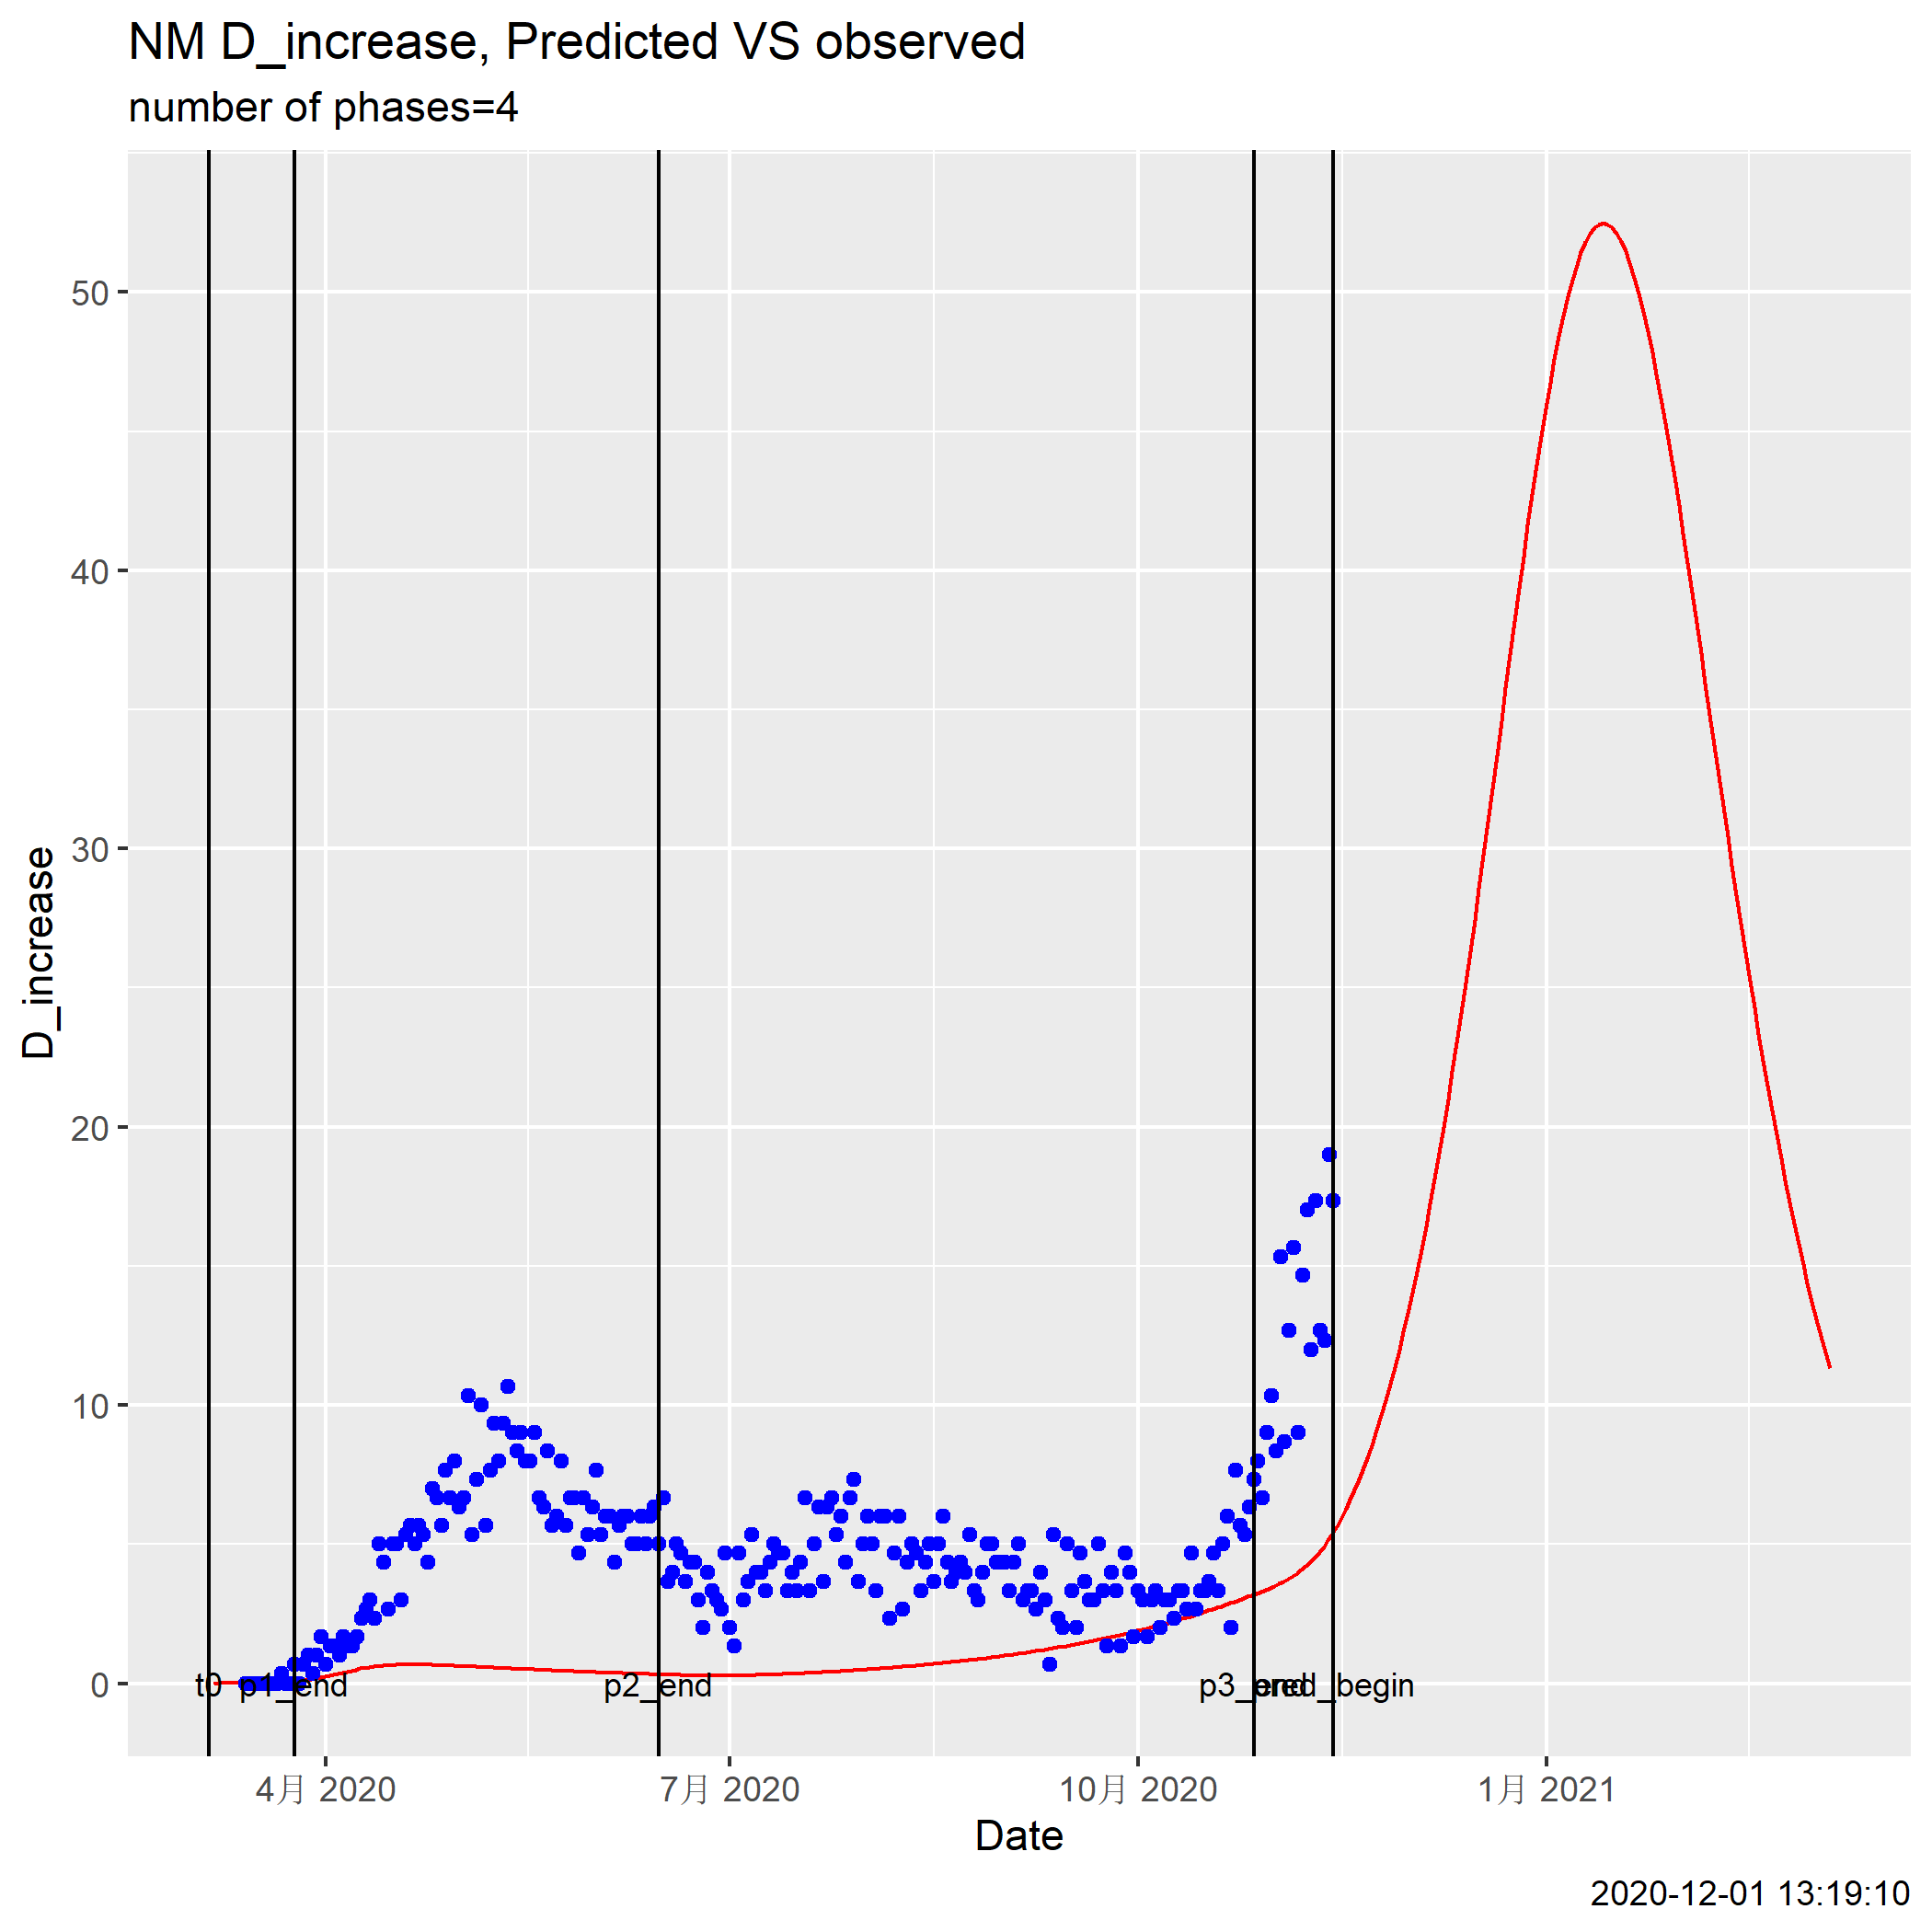 NM D_increase, Predicted VS observed
number of phases=4
50
40
30
20
10
0
D_increase
t0 p1_end p2_end p3_end pred_begin
4月 2020 7月 2020 10月 2020 1月 2021
Date
2020-12-01 13:19:10